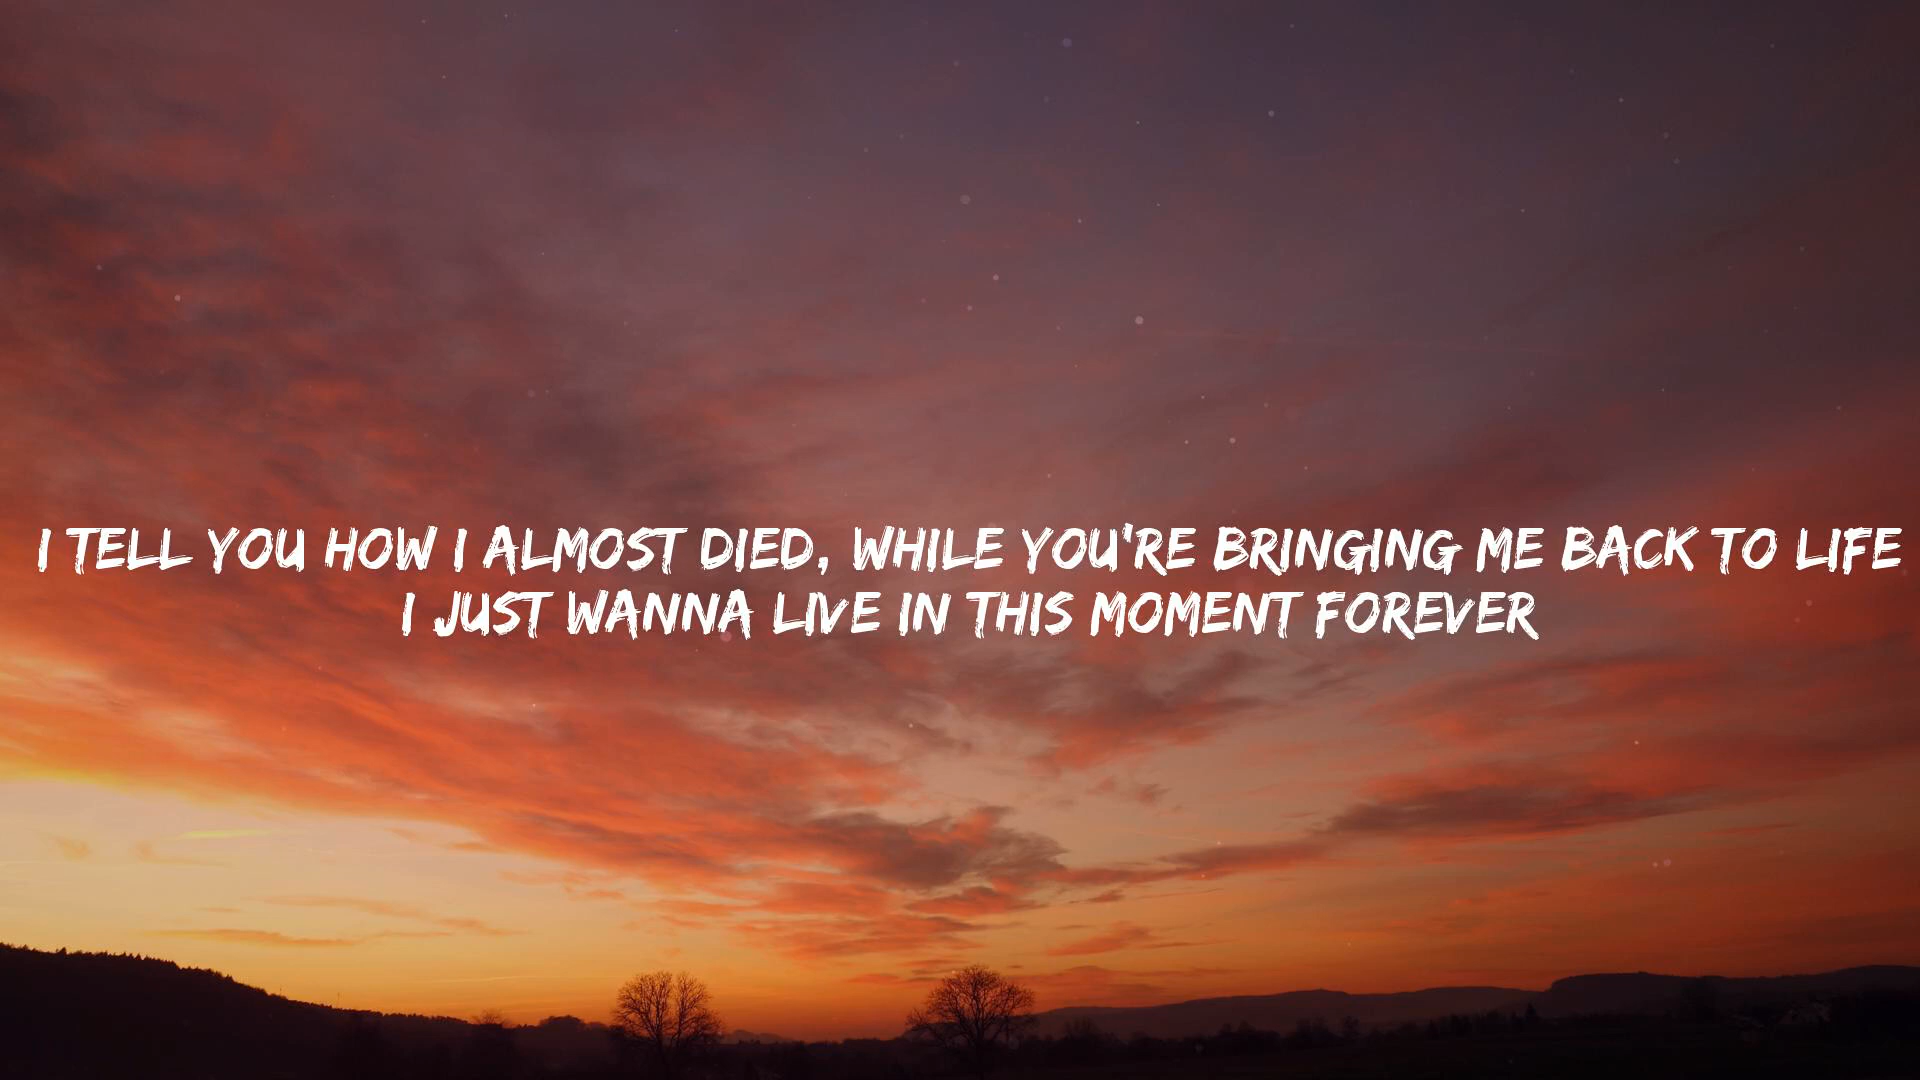 I TELL YOU HOW I ALMOST DIED, WHILE YOU'RE BRINGING ME BACK TO LIFE
I JUST WANNA LIVE IN THIS MOMENT FOREVER